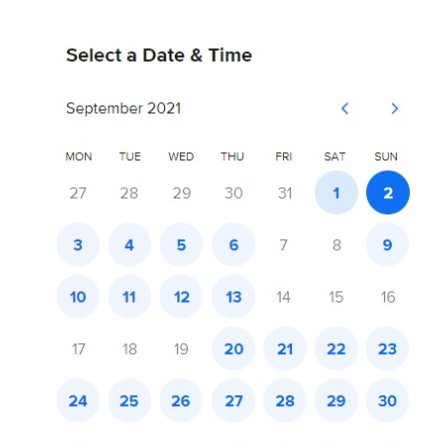 Select a Date & Time
September 2021
MON TUE WED THU FRI SAT SUN
27 28 29 30 31 1 2
3 4 5 6 7 8 9
10 11 12 13 14 15 16
17 18 19 20 21 22 23
24 25 26 27 28 29 30